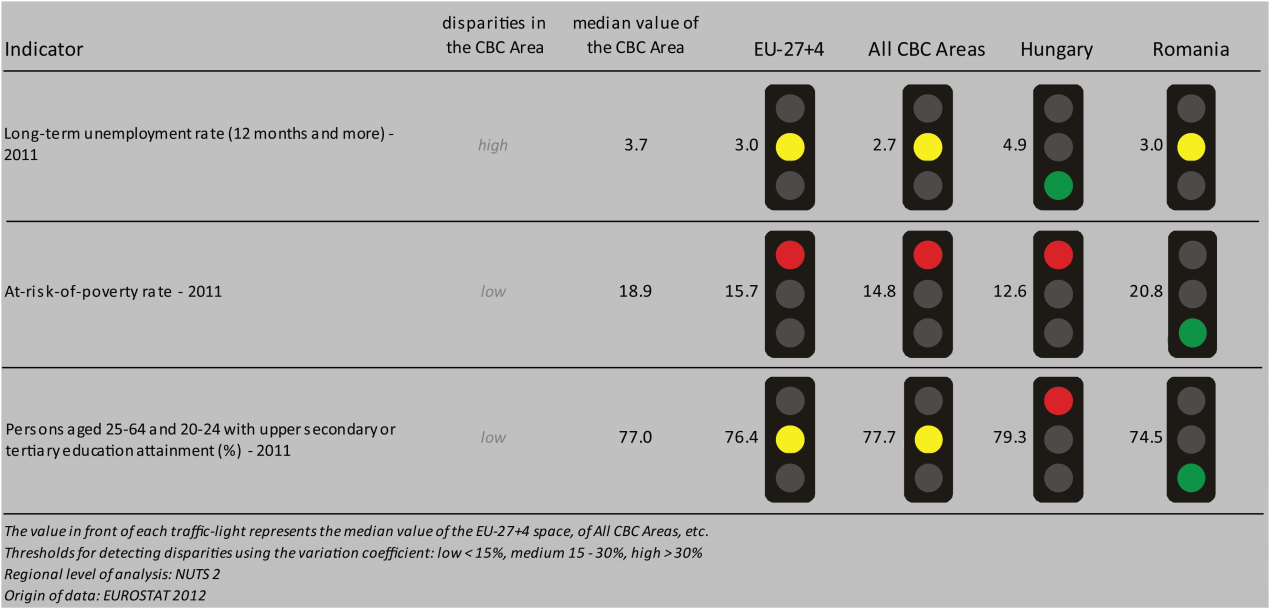 Indicator
disparities in
the CBC Area
median value of
the CBC Area
EU-27+4
All CBC Areas
Hungary
Romania
Long-term unemployment rate (12 months and more) -
2011
high
3.7
3.0
2.7
4.9
3.0
At-risk-of-poverty rate - 2011
low
18.9
15.7
14.8
12.6
20.8
Persons aged 25-64 and 20-24 with upper secondary or
tertiary education attainment (%) - 2011
low
77.0
76.4
77.7
79.3
74.5
The value in front of each traffic-light represents the median value of the EU-27+4 space, of All CBC Areas, etc.
Thresholds for detecting disparities using the variation coefficient: low < 15%, medium 15 - 30%, high > 30%
Regional level of analysis: NUTS 2
Origin of data: EUROSTAT 2012